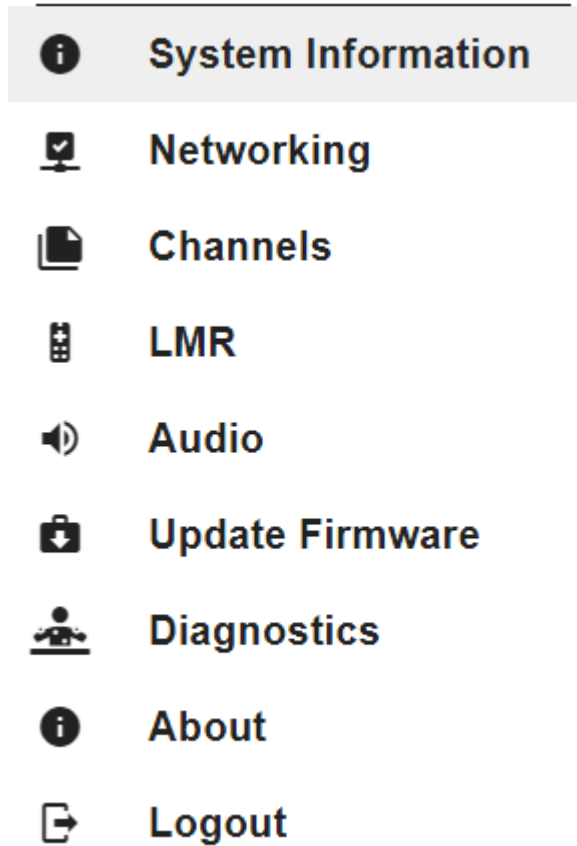 System Information
Networking
Channels
LMR
Audio
Update Firmware
Diagnostics
About
Logout